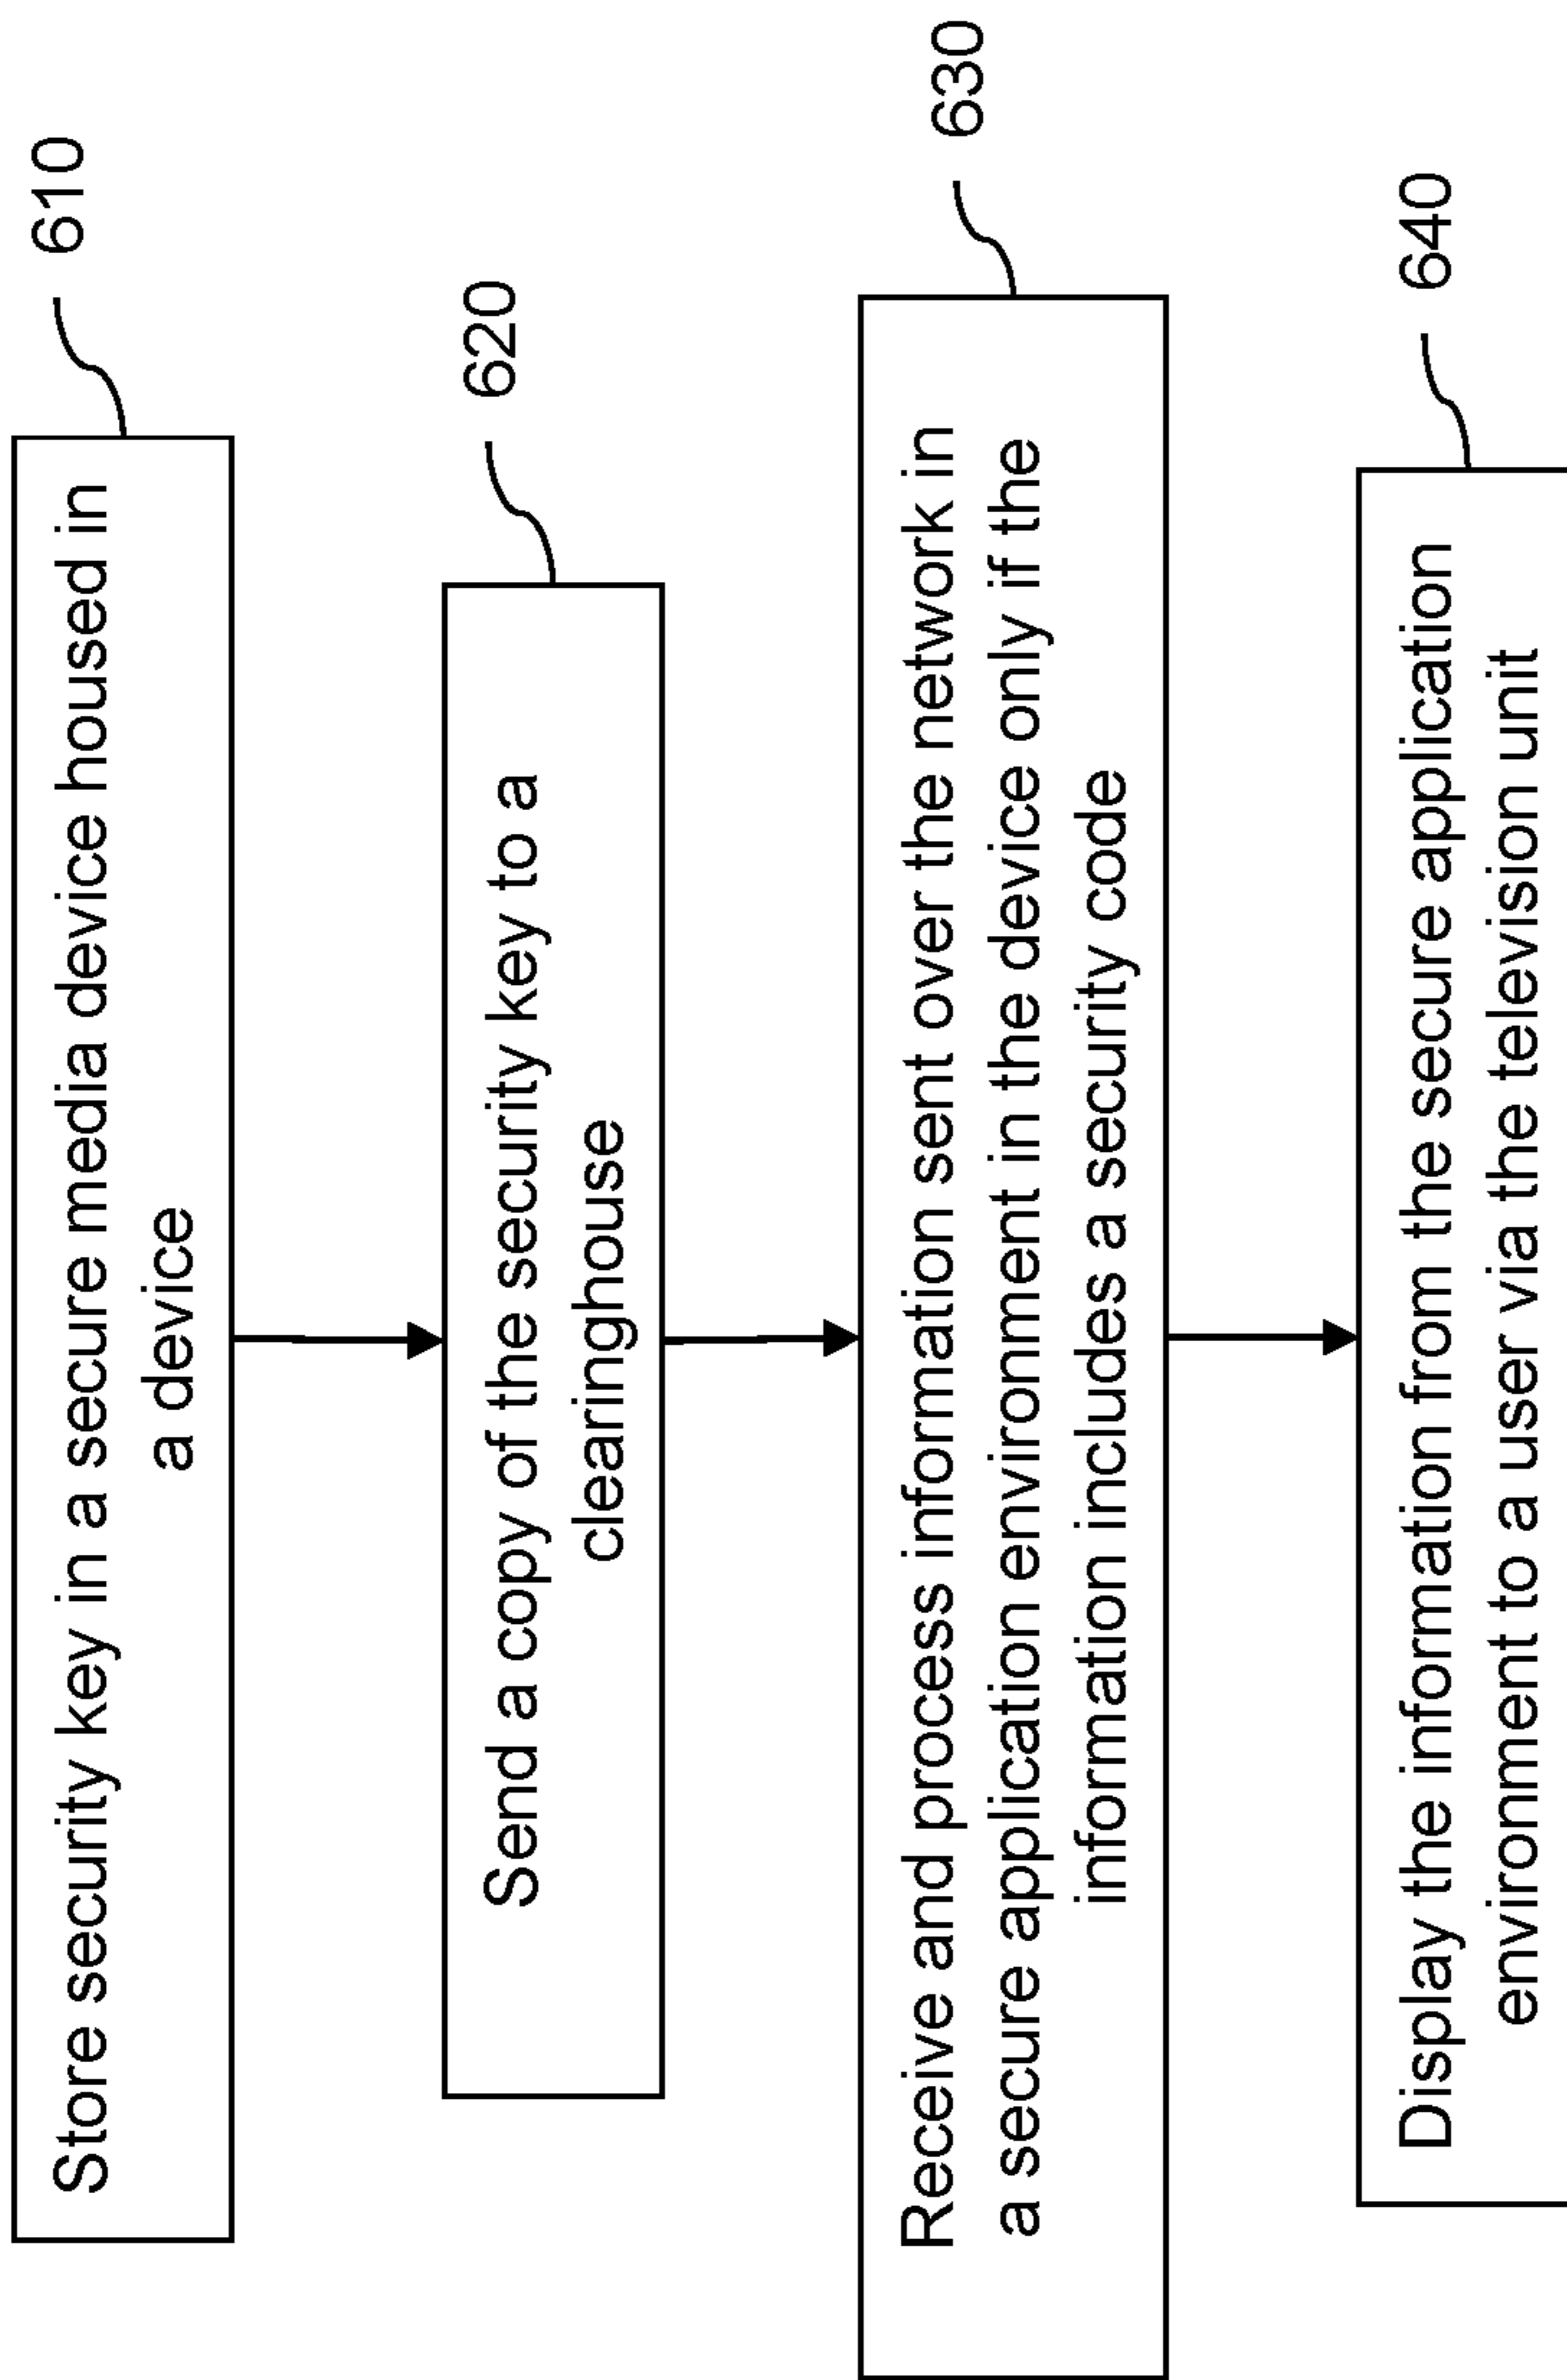 Store security key in a secure media device housed in
a device
610
Send a copy of the security key to a
clearinghouse
620
Receive and process information sent over the network in
a secure application environment in the device only if the
information includes a security code
630
Display the information from the secure application
environment to a user via the television unit
640